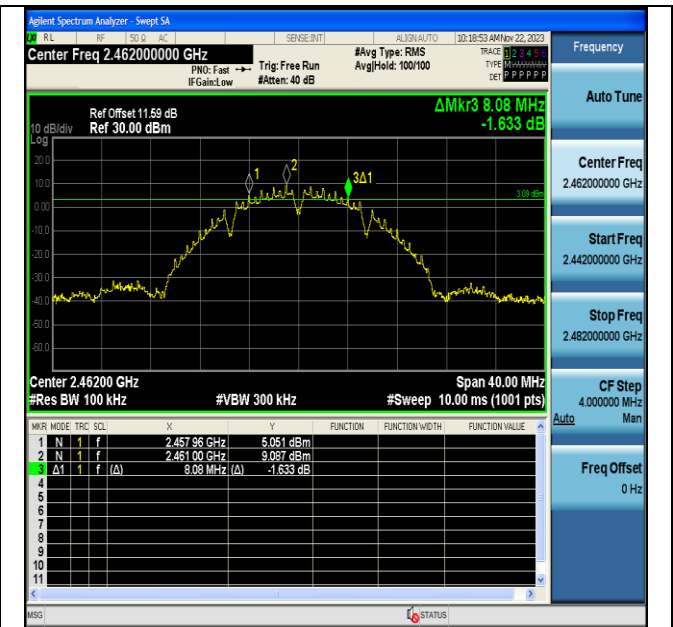 Agilent Spectrum Analyzer - Swept SA
LXI RL RF 50 Ω AC SENSE:INT ALIGN AUTO 10:18:53 AM Nov 22, 2023
Center Freq 2.462000000 GHz
PNO: Fast
IFGain:Low
Trig: Free Run
#Atten: 40 dB
#Avg Type: RMS
Avg|Hold: 100/100
TRACE 1 2 3 4 5 6
TYPE M
DET P P P P P P
Ref Offset 11.59 dB
10 dB/div Ref 30.00 dBm
Log
ΔMkr3 8.08 MHz
-1.633 dB
20.0
10.0
0.00
-10.0
-20.0
-30.0
-40.0
-50.0
-60.0
1
2
3Δ1
3.09 dBm
Center 2.46200 GHz Span 40.00 MHz
#Res BW 100 kHz #VBW 300 kHz #Sweep 10.00 ms (1001 pts)
MKR MODE TRC SCL X Y FUNCTION FUNCTION WIDTH FUNCTION VALUE
1 N 1 f 2.457 96 GHz 5.051 dBm
2 N 1 f 2.461 00 GHz 9.087 dBm
3 Δ1 1 f (Δ) 8.08 MHz (Δ) -1.633 dB
4
5
6
7
8
9
10
11
MSG STATUS
Frequency
Auto Tune
Center Freq
2.462000000 GHz
Start Freq
2.442000000 GHz
Stop Freq
2.482000000 GHz
CF Step
4.000000 MHz
Auto Man
Freq Offset
0 Hz